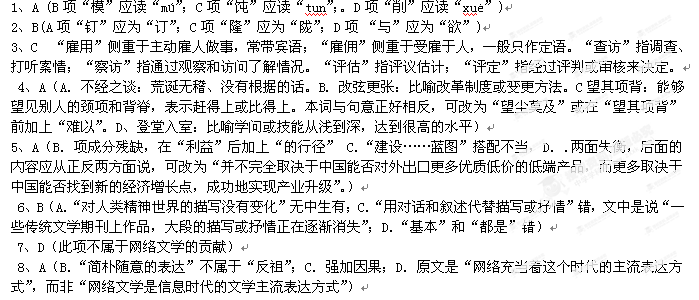 1、A（B项“模”应读“mú”；C项“饨”应读“tun”；。D项“削”应读“xue”）
2、B(A项“钉”应为“订”；C项“隆”应为“陇”；D项 “与”应为“欲”）
3、C  “雇用”侧重于主动雇人做事，常带宾语；“雇佣”侧重于受雇于人，一般只作定语。“查访”指调查、
打听案情；“察访”指通过观察和访问了解情况。“评估”指评议估计；“评定”指经过评判或审核来决定。
4、A（A. 不经之谈：荒诞无稽、没有根据的话。B. 改弦更张：比喻改革制度或变更方法。C望其项背：能够
望见别人的颈项和背脊，表示赶得上或比得上。本词与句意正好相反，可改为“望尘莫及”或在“望其项背”
前加上“难以”。D、登堂入室：比喻学问或技能从浅到深，达到很高的水平）
5、A（B. 项成分残缺，在“利益”后加上“的行径” C.“建设……蓝图”搭配不当。D. .两面失衡，后面的
内容应从正反两方面说，可改为“并不完全取决于中国能否对外出口更多优质低价的低端产品，而更多取决于
中国能否找到新的经济增长点，成功地实现产业升级”。）
6、B（A.“对人类精神世界的描写没有变化”无中生有；C.“用对话和叙述代替描写或抒情”错，文中是说“一
些传统文学期刊上作品，大段的描写或抒情正在逐渐消失”；D.“基本”和“都是”错）
7、D（此项不属于网络文学的贡献）
8、A（B.“简朴随意的表达”不属于“反祖”；C. 强加因果；D. 原文是“网络充当着这个时代的主流表达方
式”，而非“网络文学是信息时代的文学主流表达方式”）